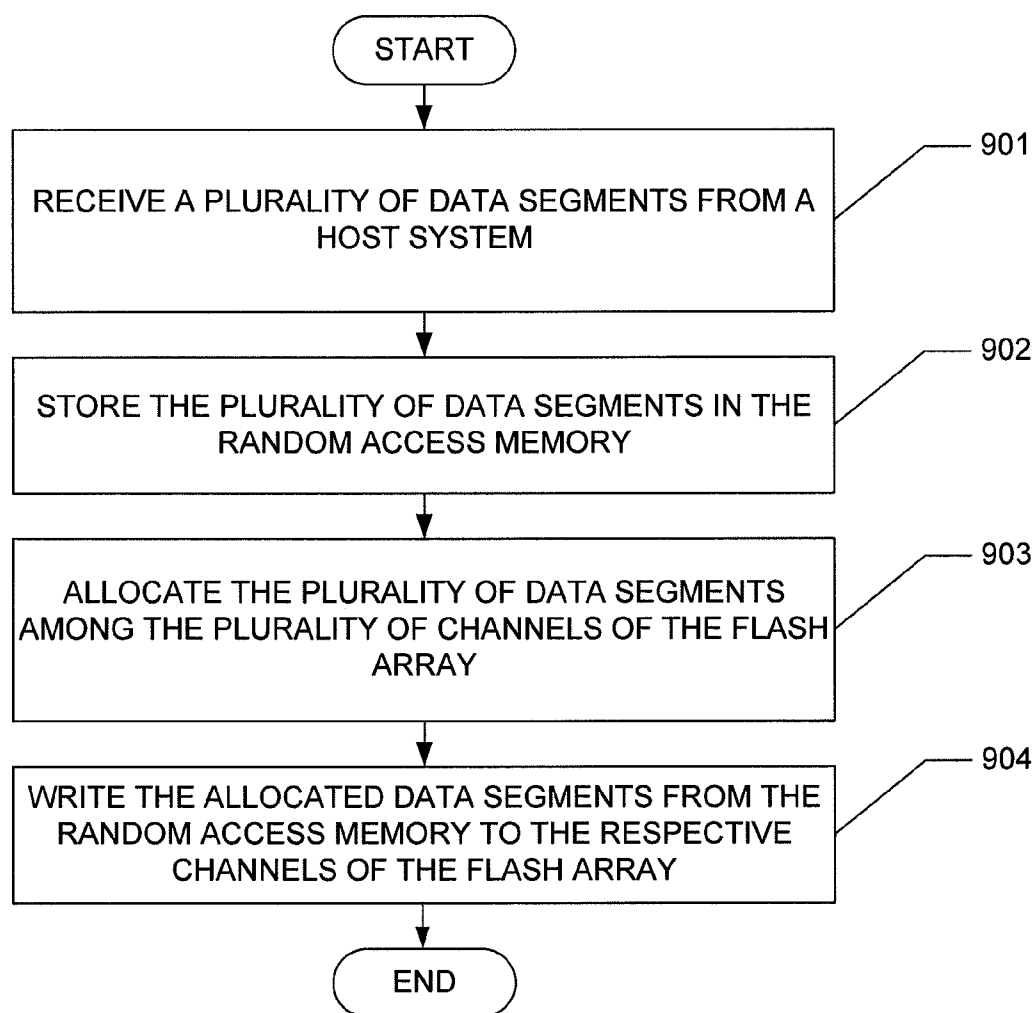 START
RECEIVE A PLURALITY OF DATA SEGMENTS FROM A
HOST SYSTEM
901
STORE THE PLURALITY OF DATA SEGMENTS IN THE
RANDOM ACCESS MEMORY
902
ALLOCATE THE PLURALITY OF DATA SEGMENTS
AMONG THE PLURALITY OF CHANNELS OF THE FLASH
ARRAY
903
WRITE THE ALLOCATED DATA SEGMENTS FROM THE
RANDOM ACCESS MEMORY TO THE RESPECTIVE
CHANNELS OF THE FLASH ARRAY
904
END